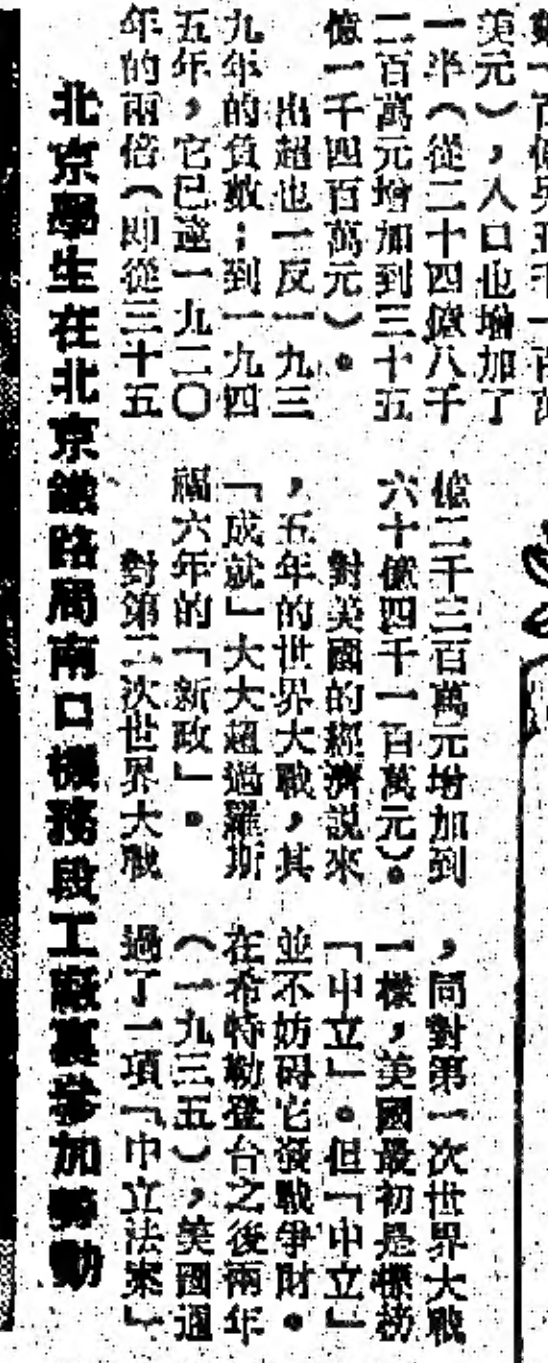 美元），人口也增加了
一半（從二十四億八千
二百萬元增加到三十五
億一千四百萬元）。
出超也一反一九三
九年的負數；到一九四
五年，它已達一九二〇
年的兩倍（即從三十五
億二千三百萬元增加到
六十億四千一百萬元）。
對美國的經濟説來
，五年的世界大戰，其
「成就」大大超過羅斯
福六年的「新政」。
對第二次世界大戰
，同對第一次世界大戰
一樣，美國最初是標榜
「中立」。但「中立」
並不妨碍它發戰爭財。
在希特勒登台之後兩年
（一九三五），美國通
過了一項「中立法案」
北京學生在北京鐵路局南口機務段工廠裏參加勞動